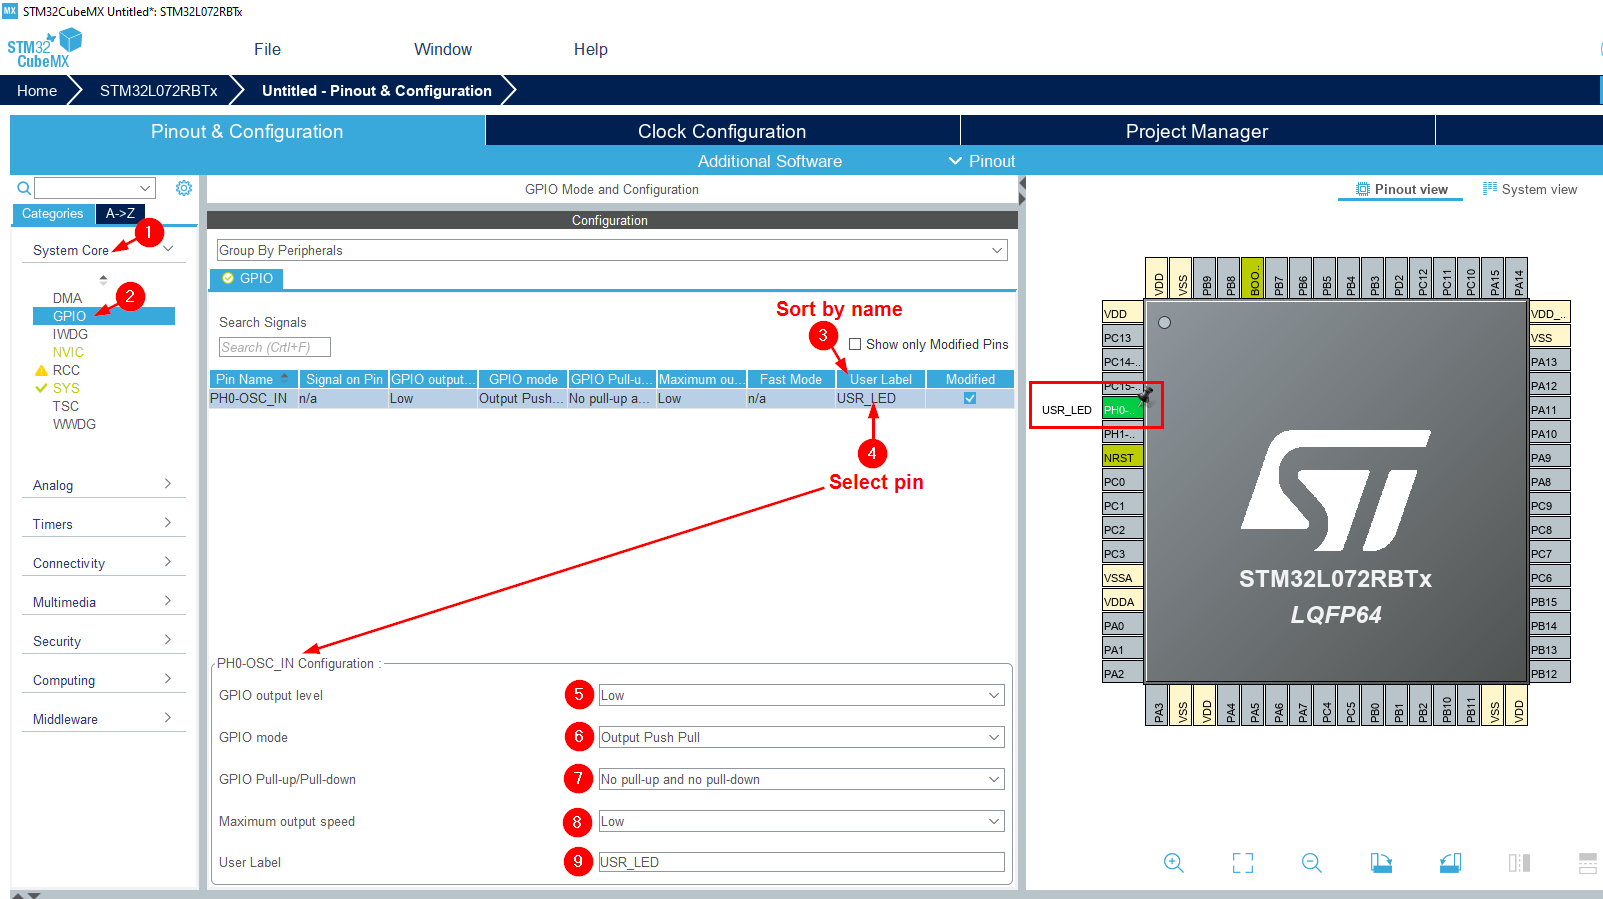 MX STM32CubeMX Untitled*: STM32L072RBTx
STM32
CubeMX
File Window Help
Home STM32L072RBTx Untitled - Pinout & Configuration
Pinout & Configuration Clock Configuration Project Manager
Additional Software Pinout
GPIO Mode and Configuration
Pinout view System view
Categories A->Z
Configuration
1
System Core
Group By Peripherals
GPIO
2
DMA
GPIO
IWDG
NVIC
RCC
SYS
TSC
WWDG
Analog
Timers
Connectivity
Multimedia
Security
Computing
Middleware
Sort by name
Search Signals
3
Search (Crtl+F)
Show only Modified Pins
Pin Name Signal on Pin GPIO output... GPIO mode GPIO Pull-u... Maximum ou... Fast Mode User Label Modified
PH0-OSC_IN n/a Low Output Push... No pull-up a... Low n/a USR_LED
4
Select pin
PH0-OSC_IN Configuration :
GPIO output level 5 Low
GPIO mode 6 Output Push Pull
GPIO Pull-up/Pull-down 7 No pull-up and no pull-down
Maximum output speed 8 Low
User Label 9 USR_LED
VDD VSS PB9 PB8 BOO.. PB7 PB6 PB5 PB4 PB3 PD2 PC12 PC11 PC10 PA15 PA14
VDD
PC13
PC14-..
PC15-..
USR_LED PH0-..
PH1-..
NRST
PC0
PC1
PC2
PC3
VSSA
VDDA
PA0
PA1
PA2
ST
STM32L072RBTx
LQFP64
VDD_..
VSS
PA13
PA12
PA11
PA10
PA9
PA8
PC9
PC8
PC7
PC6
PB15
PB14
PB13
PB12
PA3 VSS VDD PA4 PA5 PA6 PA7 PC4 PC5 PB0 PB1 PB2 PB10 PB11 VSS VDD